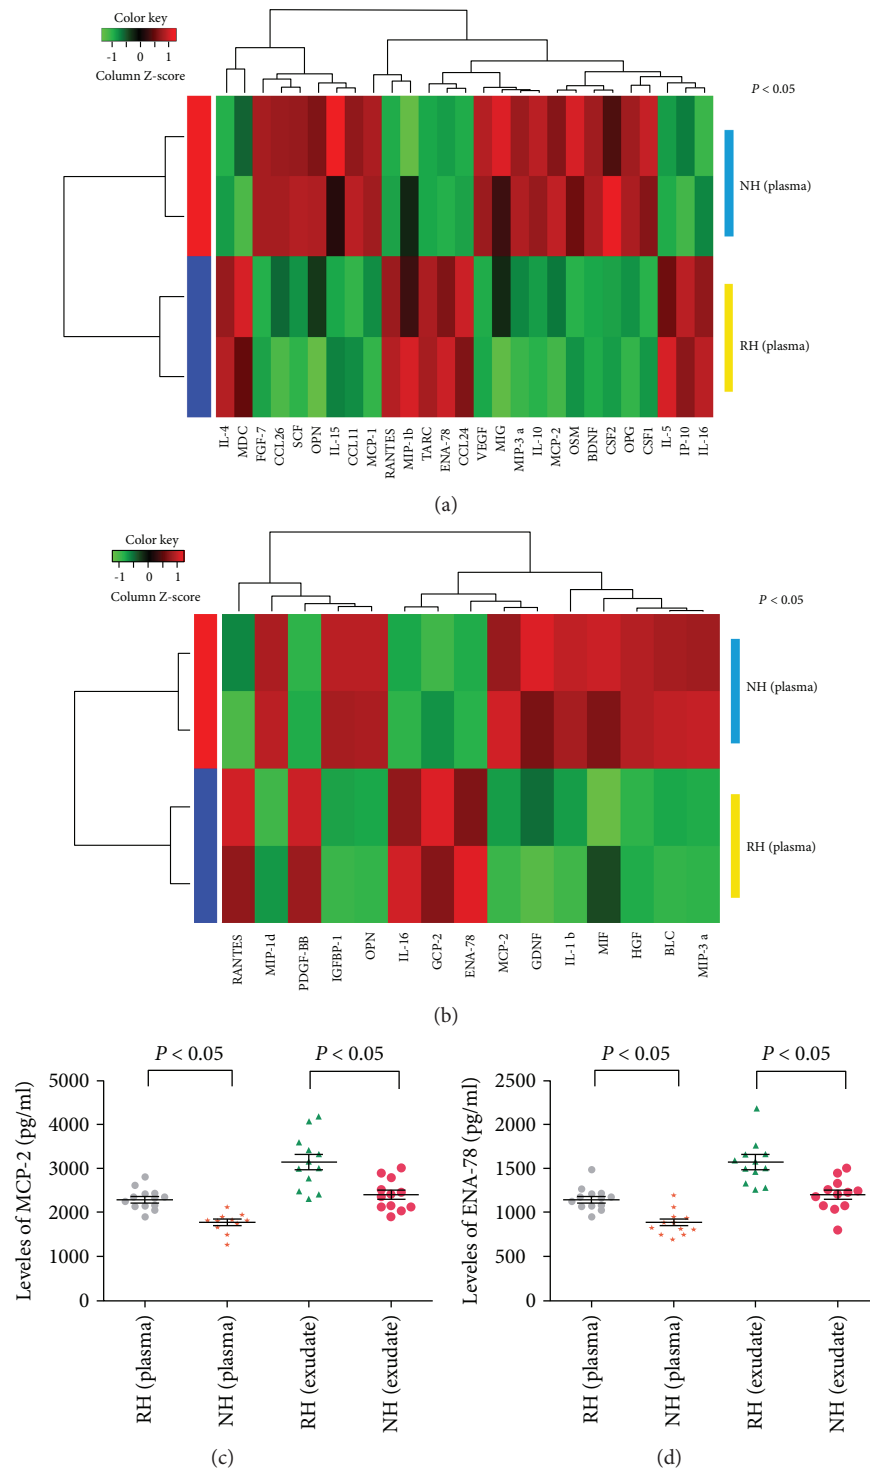 Color key
-1 0 1
Column Z-score
P < 0.05
NH (plasma)
RH (plasma)
IL-4 MDC FGF-7 CCL26 SCF OPN IL-15 CCL11 MCP-1 RANTES MIP-1b TARC ENA-78 CCL24 VEGF MIG MIP-3 a IL-10 MCP-2 OSM BDNF CSF2 OPG CSF1 IL-5 IP-10 IL-16
(a)
Color key
-1 0 1
Column Z-score
P < 0.05
NH (plasma)
RH (plasma)
RANTES MIP-1d PDGF-BB IGFBP-1 OPN IL-16 GCP-2 ENA-78 MCP-2 GDNF IL-1 b MIF HGF BLC MIP-3 a
(b)
P < 0.05 P < 0.05
Leveles of MCP-2 (pg/ml)
5000
4000
3000
2000
1000
0
RH (plasma) NH (plasma) RH (exudate) NH (exudate)
(c)
P < 0.05 P < 0.05
Leveles of ENA-78 (pg/ml)
2500
2000
1500
1000
500
0
RH (plasma) NH (plasma) RH (exudate) NH (exudate)
(d)